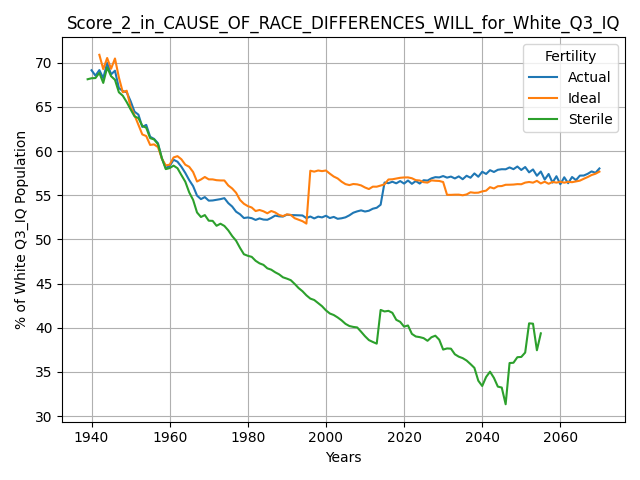 Score_2_in_CAUSE_OF_RACE_DIFFERENCES_WILL_for_White_Q3_IQ
Fertility
Actual
Ideal
Sterile
% of White Q3_IQ Population
70
65
60
55
50
45
40
35
30
1940
1960
1980
2000
2020
2040
2060
Years